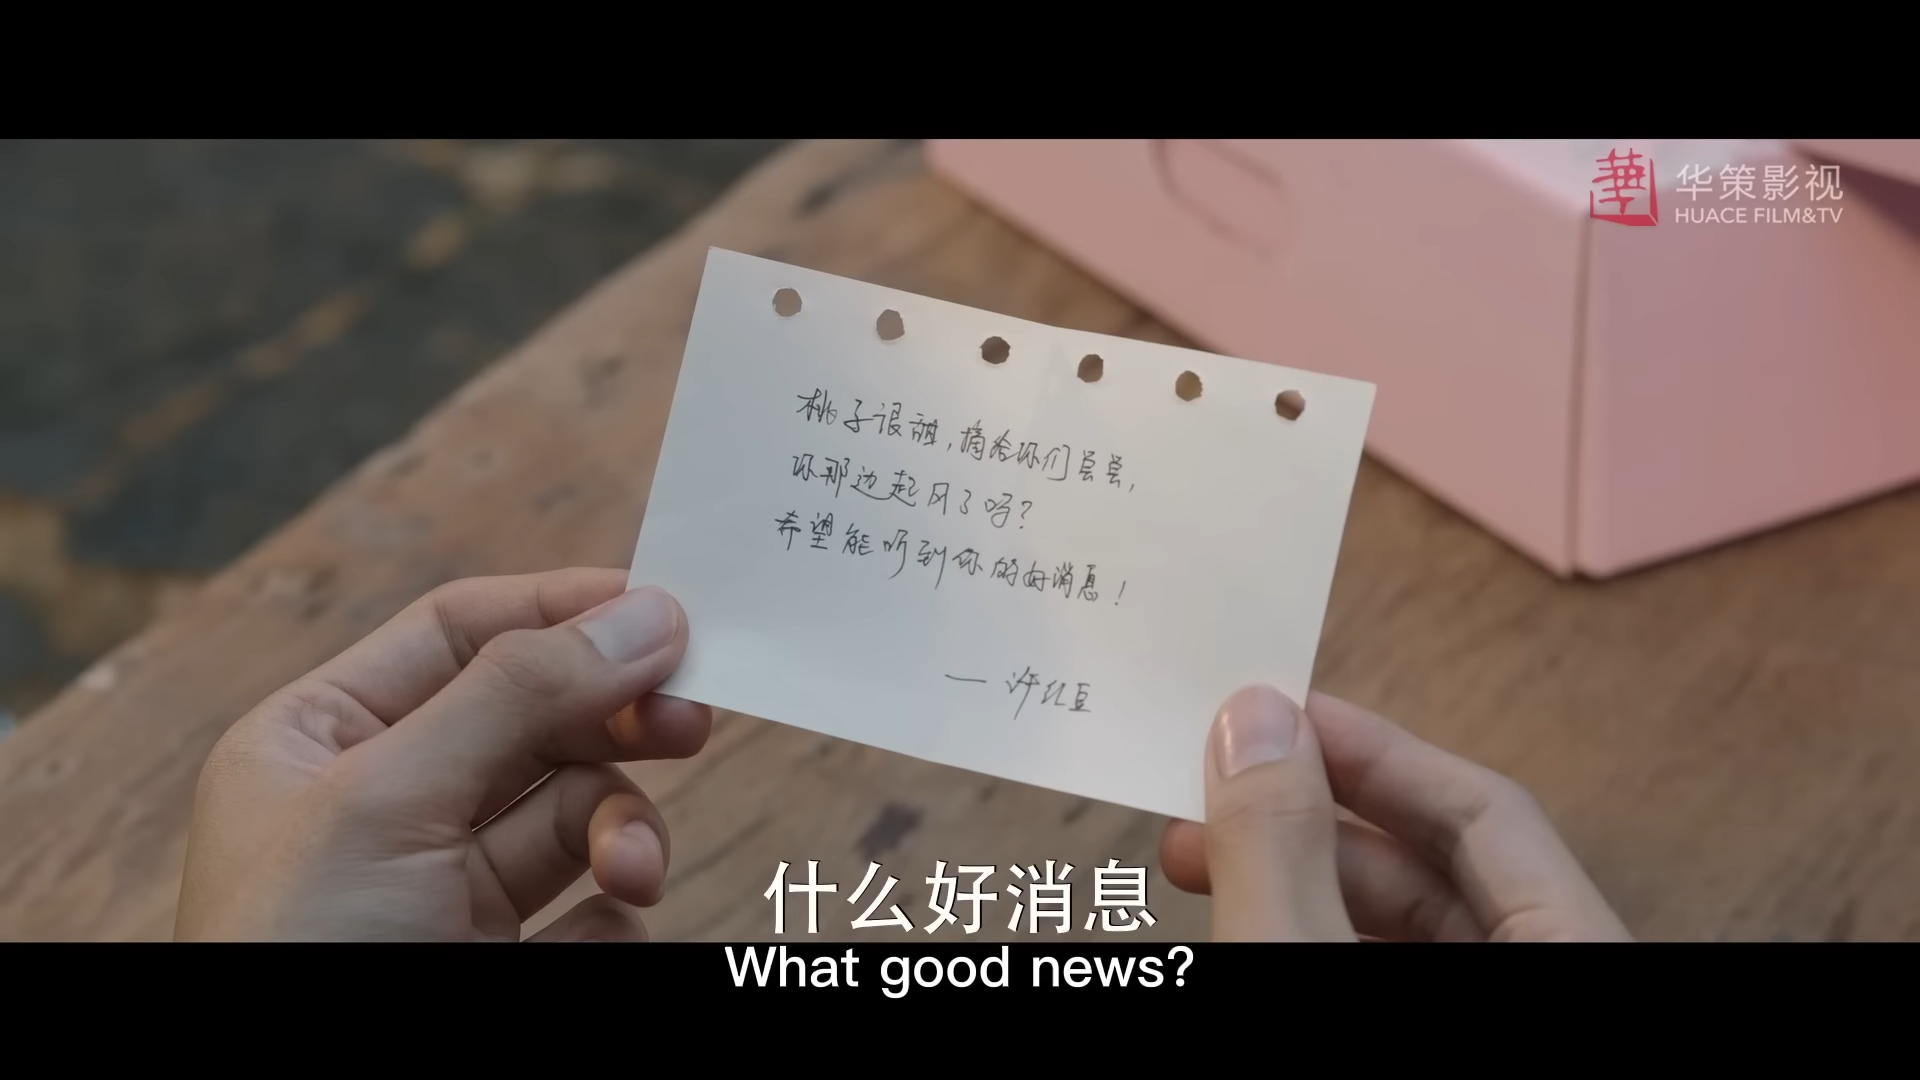 華 华策影视
HUACE FILM&TV
桃子很甜，摘给你们尝尝，
你那边起风了吗？
希望能听到你的好消息！
— 许红豆
什么好消息
What good news?